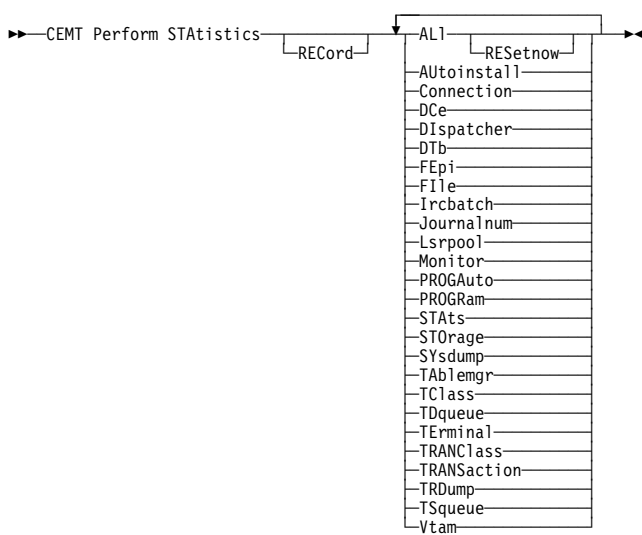 CEMT Perform STAtistics RECord ALl RESetnow
AUtoinstall
Connection
DCe
DIspatcher
DTb
FEpi
FIle
Ircbatch
Journalnum
Lsrpool
Monitor
PROGAuto
PROGRam
STAts
STOrage
SYsdump
TAblemgr
TClass
TDqueue
TErminal
TRANClass
TRANSaction
TRDump
TSqueue
Vtam